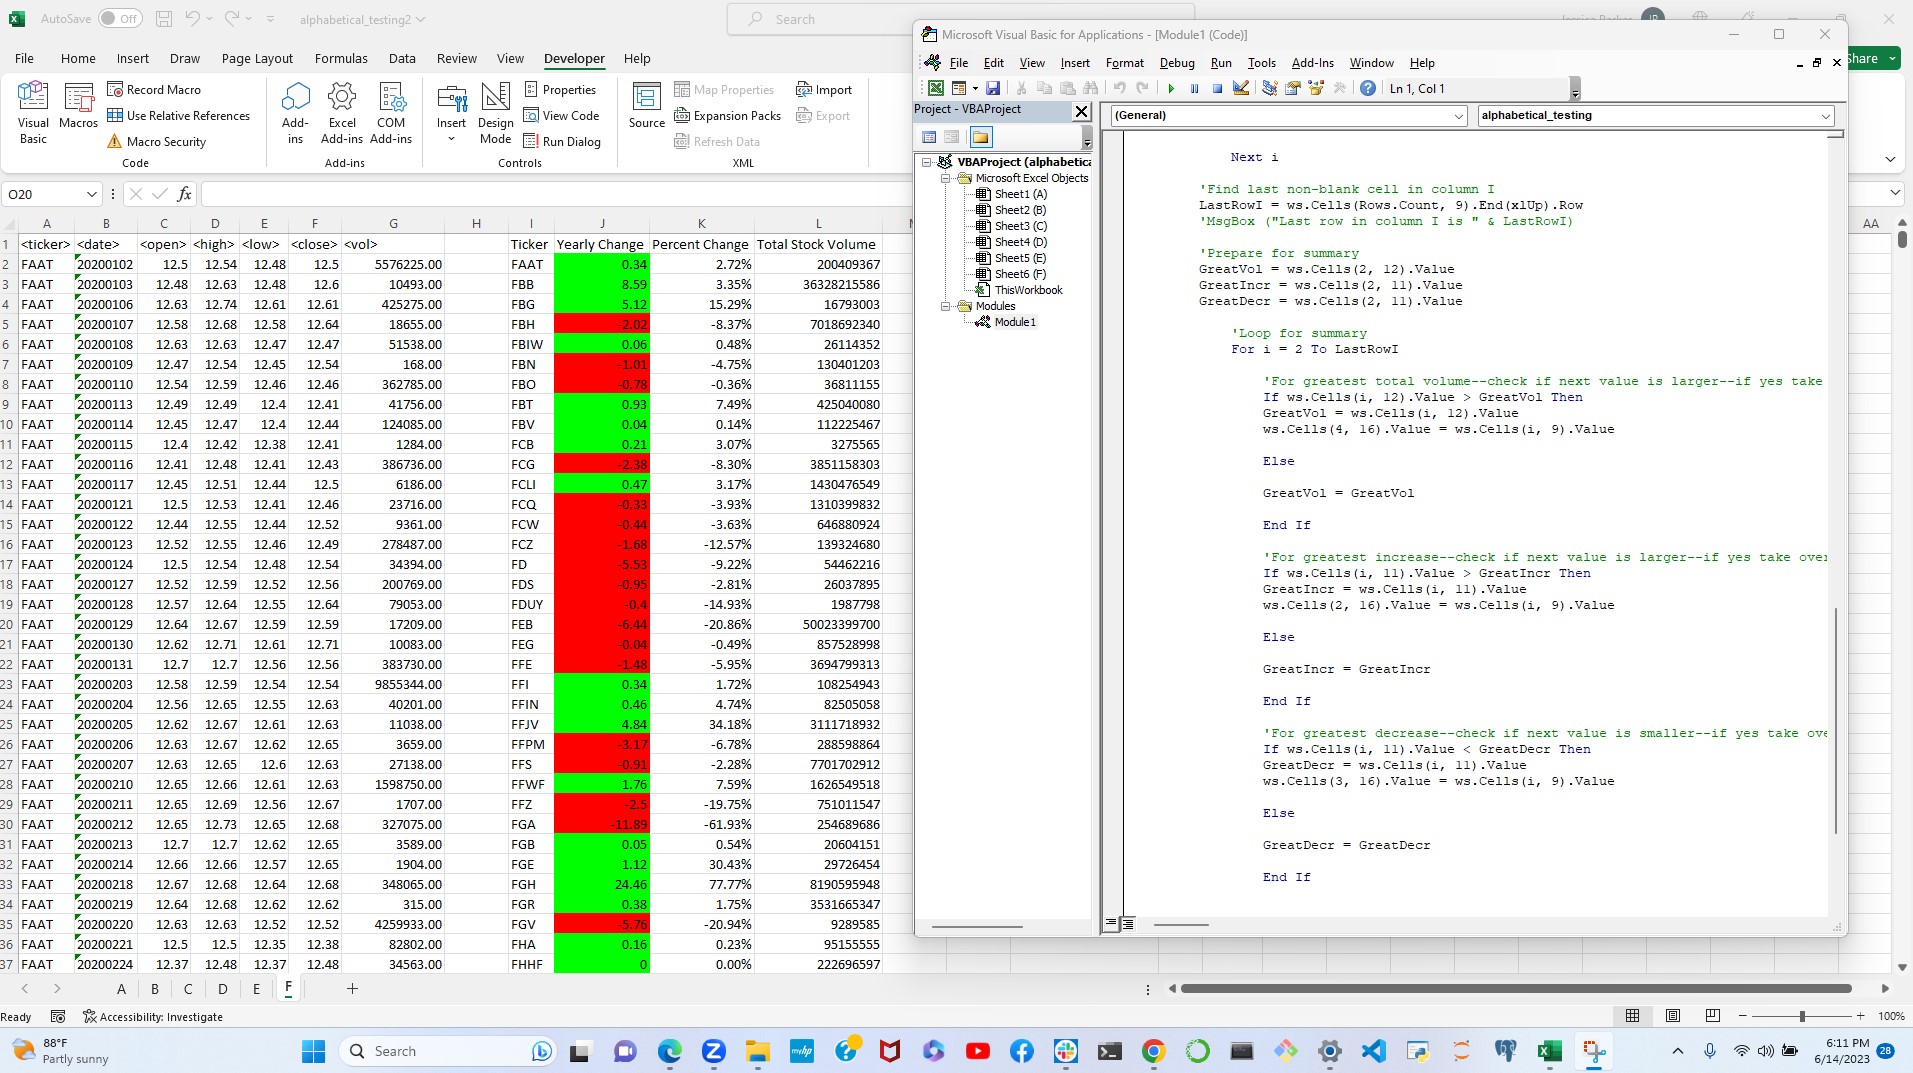 AutoSave Off alphabetical_testing2 Search
File Home Insert Draw Page Layout Formulas Data Review View Developer Help Share
Visual Basic Macros Record Macro Use Relative References Macro Security Code
Add-ins Excel Add-ins COM Add-ins Add-ins
Insert Design Mode Properties View Code Run Dialog Controls
Source Map Properties Expansion Packs Refresh Data Import Export XML
O20 fx
A B C D E F G H I J K L AA
1 <ticker> <date> <open> <high> <low> <close> <vol> Ticker Yearly Change Percent Change Total Stock Volume
2 FAAT 20200102 12.5 12.54 12.48 12.5 5576225.00 FAAT 0.34 2.72% 200409367
3 FAAT 20200103 12.48 12.63 12.48 12.6 10493.00 FBB 8.59 3.35% 36328215586
4 FAAT 20200106 12.63 12.74 12.61 12.61 425275.00 FBG 5.12 15.29% 16793003
5 FAAT 20200107 12.58 12.68 12.58 12.64 18655.00 FBH -2.02 -8.37% 7018692340
6 FAAT 20200108 12.63 12.63 12.47 12.47 51538.00 FBIW 0.06 0.48% 26114352
7 FAAT 20200109 12.47 12.54 12.45 12.54 168.00 FBN -1.01 -4.75% 130401203
8 FAAT 20200110 12.54 12.59 12.46 12.46 362785.00 FBO -0.78 -0.36% 36811155
9 FAAT 20200113 12.49 12.49 12.4 12.41 41756.00 FBT 0.93 7.49% 425040080
10 FAAT 20200114 12.45 12.47 12.4 12.44 124085.00 FBV 0.04 0.14% 112225467
11 FAAT 20200115 12.4 12.42 12.38 12.41 1284.00 FCB 0.21 3.07% 3275565
12 FAAT 20200116 12.41 12.48 12.41 12.43 386736.00 FCG -2.38 -8.30% 3851158303
13 FAAT 20200117 12.45 12.51 12.44 12.5 6186.00 FCLI 0.47 3.17% 1430476549
14 FAAT 20200121 12.5 12.53 12.41 12.46 23716.00 FCQ -0.33 -3.93% 1310399832
15 FAAT 20200122 12.44 12.55 12.44 12.52 9361.00 FCW -0.44 -3.63% 646880924
16 FAAT 20200123 12.52 12.55 12.46 12.49 278487.00 FCZ -1.68 -12.57% 139324680
17 FAAT 20200124 12.5 12.54 12.48 12.54 34394.00 FD -5.53 -9.22% 54462216
18 FAAT 20200127 12.52 12.59 12.52 12.56 200769.00 FDS -0.95 -2.81% 26037895
19 FAAT 20200128 12.57 12.64 12.55 12.64 79053.00 FDUY -0.4 -14.93% 1987798
20 FAAT 20200129 12.64 12.67 12.59 12.59 17209.00 FEB -6.44 -20.86% 50023399700
21 FAAT 20200130 12.62 12.71 12.61 12.71 10083.00 FEG -0.04 -0.49% 857528998
22 FAAT 20200131 12.7 12.7 12.56 12.56 383730.00 FFE -1.48 -5.95% 3694799313
23 FAAT 20200203 12.58 12.59 12.54 12.54 9855344.00 FFI 0.34 1.72% 108254943
24 FAAT 20200204 12.56 12.65 12.55 12.63 40201.00 FFIN 0.46 4.74% 82505058
25 FAAT 20200205 12.62 12.67 12.61 12.63 11038.00 FFJV 4.84 34.18% 3111718932
26 FAAT 20200206 12.63 12.67 12.62 12.65 3659.00 FFPM -3.17 -6.78% 288598864
27 FAAT 20200207 12.63 12.65 12.6 12.63 27138.00 FFS -0.91 -2.28% 7701702912
28 FAAT 20200210 12.65 12.66 12.61 12.63 1598750.00 FFWF 1.76 7.59% 1626549518
29 FAAT 20200211 12.65 12.69 12.56 12.67 1707.00 FFZ -2.5 -19.75% 751011547
30 FAAT 20200212 12.65 12.73 12.65 12.68 327075.00 FGA -11.89 -61.93% 254689686
31 FAAT 20200213 12.7 12.7 12.62 12.65 3589.00 FGB 0.05 0.54% 20604151
32 FAAT 20200214 12.66 12.66 12.57 12.65 1904.00 FGE 1.12 30.43% 29726454
33 FAAT 20200218 12.67 12.68 12.64 12.68 348065.00 FGH 24.46 77.77% 8190595948
34 FAAT 20200219 12.64 12.68 12.62 12.62 315.00 FGR 0.38 1.75% 3531665347
35 FAAT 20200220 12.63 12.63 12.52 12.52 4259933.00 FGV -5.76 -20.94% 9289585
36 FAAT 20200221 12.5 12.5 12.35 12.38 82802.00 FHA 0.16 0.23% 95155555
37 FAAT 20200224 12.37 12.48 12.37 12.48 34563.00 FHHF 0 0.00% 222696597
A B C D E F +
Ready Accessibility: Investigate 100%
Microsoft Visual Basic for Applications - [Module1 (Code)]
File Edit View Insert Format Debug Run Tools Add-Ins Window Help
Ln 1, Col 1
Project - VBAProject
(General) alphabetical_testing
VBAProject (alphabetica
Microsoft Excel Objects
Sheet1 (A)
Sheet2 (B)
Sheet3 (C)
Sheet4 (D)
Sheet5 (E)
Sheet6 (F)
ThisWorkbook
Modules
Module1
Next i
'Find last non-blank cell in column I
LastRowI = ws.Cells(Rows.Count, 9).End(xlUp).Row
'MsgBox ("Last row in column I is " & LastRowI)
'Prepare for summary
GreatVol = ws.Cells(2, 12).Value
GreatIncr = ws.Cells(2, 11).Value
GreatDecr = ws.Cells(2, 11).Value
'Loop for summary
For i = 2 To LastRowI
'For greatest total volume--check if next value is larger--if yes take
If ws.Cells(i, 12).Value > GreatVol Then
GreatVol = ws.Cells(i, 12).Value
ws.Cells(4, 16).Value = ws.Cells(i, 9).Value
Else
GreatVol = GreatVol
End If
'For greatest increase--check if next value is larger--if yes take over
If ws.Cells(i, 11).Value > GreatIncr Then
GreatIncr = ws.Cells(i, 11).Value
ws.Cells(2, 16).Value = ws.Cells(i, 9).Value
Else
GreatIncr = GreatIncr
End If
'For greatest decrease--check if next value is smaller--if yes take ove
If ws.Cells(i, 11).Value < GreatDecr Then
GreatDecr = ws.Cells(i, 11).Value
ws.Cells(3, 16).Value = ws.Cells(i, 9).Value
Else
GreatDecr = GreatDecr
End If
88°F
Partly sunny
Search
6:11 PM
6/14/2023
28